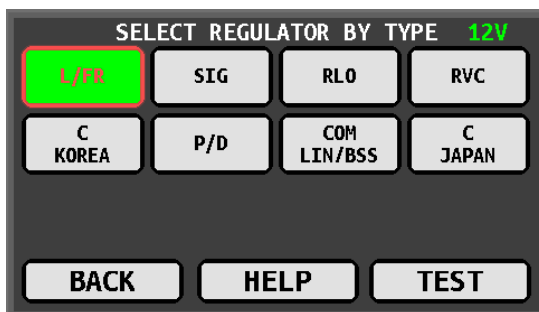 SELECT REGULATOR BY TYPE 12V
L/FR SIG RLO RVC
C KOREA P/D COM LIN/BSS C JAPAN
BACK HELP TEST